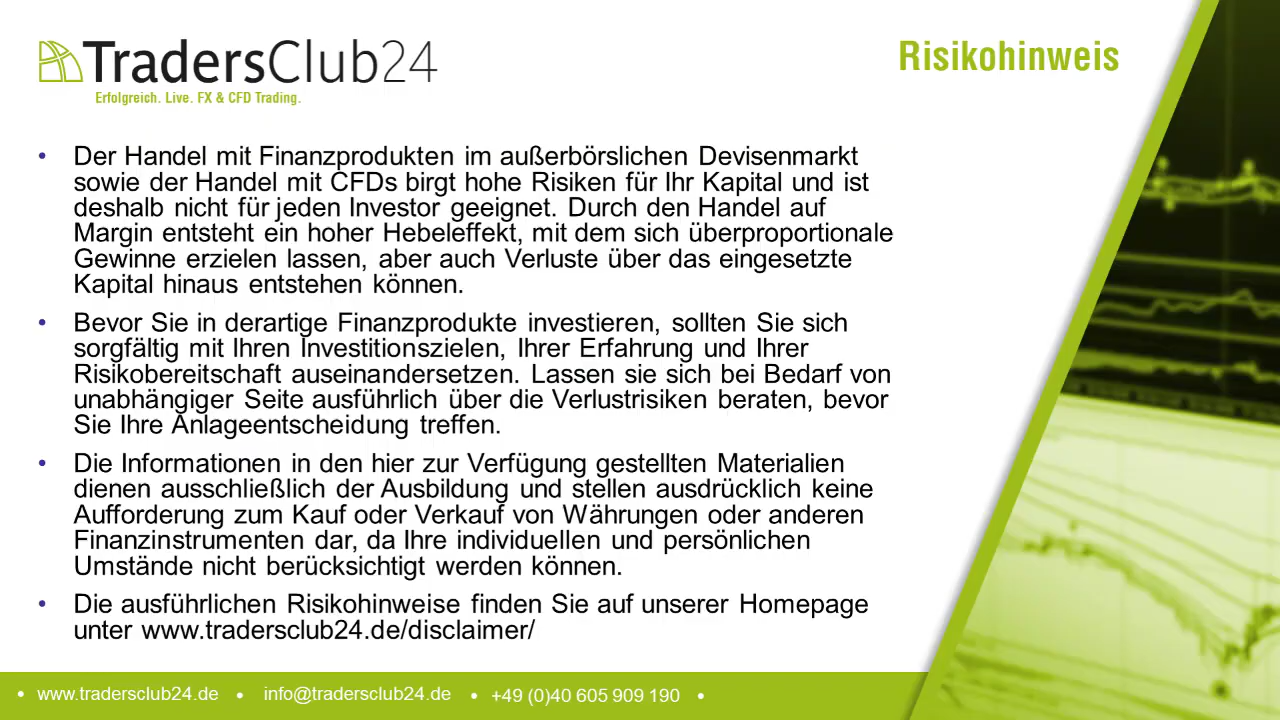 TradersClub24
Erfolgreich. Live. FX & CFD Trading.
Risikohinweis
• Der Handel mit Finanzprodukten im außerbörslichen Devisenmarkt
sowie der Handel mit CFDs birgt hohe Risiken für Ihr Kapital und ist
deshalb nicht für jeden Investor geeignet. Durch den Handel auf
Margin entsteht ein hoher Hebeleffekt, mit dem sich überproportionale
Gewinne erzielen lassen, aber auch Verluste über das eingesetzte
Kapital hinaus entstehen können.
• Bevor Sie in derartige Finanzprodukte investieren, sollten Sie sich
sorgfältig mit Ihren Investitionszielen, Ihrer Erfahrung und Ihrer
Risikobereitschaft auseinandersetzen. Lassen sie sich bei Bedarf von
unabhängiger Seite ausführlich über die Verlustrisiken beraten, bevor
Sie Ihre Anlageentscheidung treffen.
• Die Informationen in den hier zur Verfügung gestellten Materialien
dienen ausschließlich der Ausbildung und stellen ausdrücklich keine
Aufforderung zum Kauf oder Verkauf von Währungen oder anderen
Finanzinstrumenten dar, da Ihre individuellen und persönlichen
Umstände nicht berücksichtigt werden können.
• Die ausführlichen Risikohinweise finden Sie auf unserer Homepage
unter www.tradersclub24.de/disclaimer/
• www.tradersclub24.de • info@tradersclub24.de • +49 (0)40 605 909 190 •